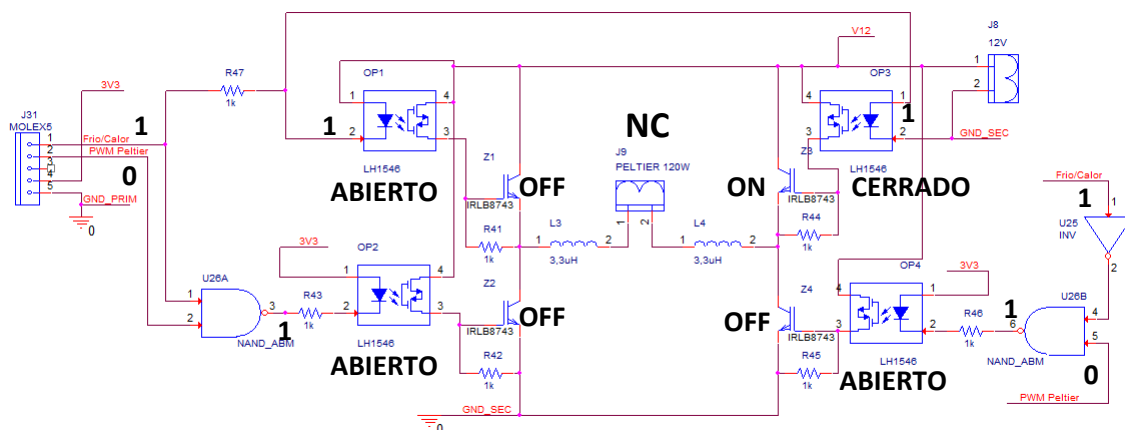 J8
V12
12V
1
2
R47
1k
OP1
1
4
2
3
LH1546
1
ABIERTO
OP3
4
1
3
2
1
GND_SEC
LH1546
CERRADO
3V3
J31
MOLEX5
1
2
3
4
5
Frio/Calor
PWM Peltier
1
0
GND_PRIM
0
NC
J9
PELTIER 120W
1
2
Z1
OFF
IRLB8743
Z3
ON
IRLB8743
R41
1k
R44
1k
L3
1
2
3,3uH
L4
1
2
3,3uH
Frio/Calor
1
1
U25
INV
2
3V3
OP2
1
4
2
3
LH1546
ABIERTO
U26A
1
2
3
NAND_ABM
1
R43
1k
Z2
OFF
IRLB8743
R42
1k
Z4
OFF
IRLB8743
R45
1k
OP4
4
1
3
2
LH1546
ABIERTO
3V3
R46
1k
1
U26B
6
4
5
NAND_ABM
0
PWM Peltier
GND_SEC
0